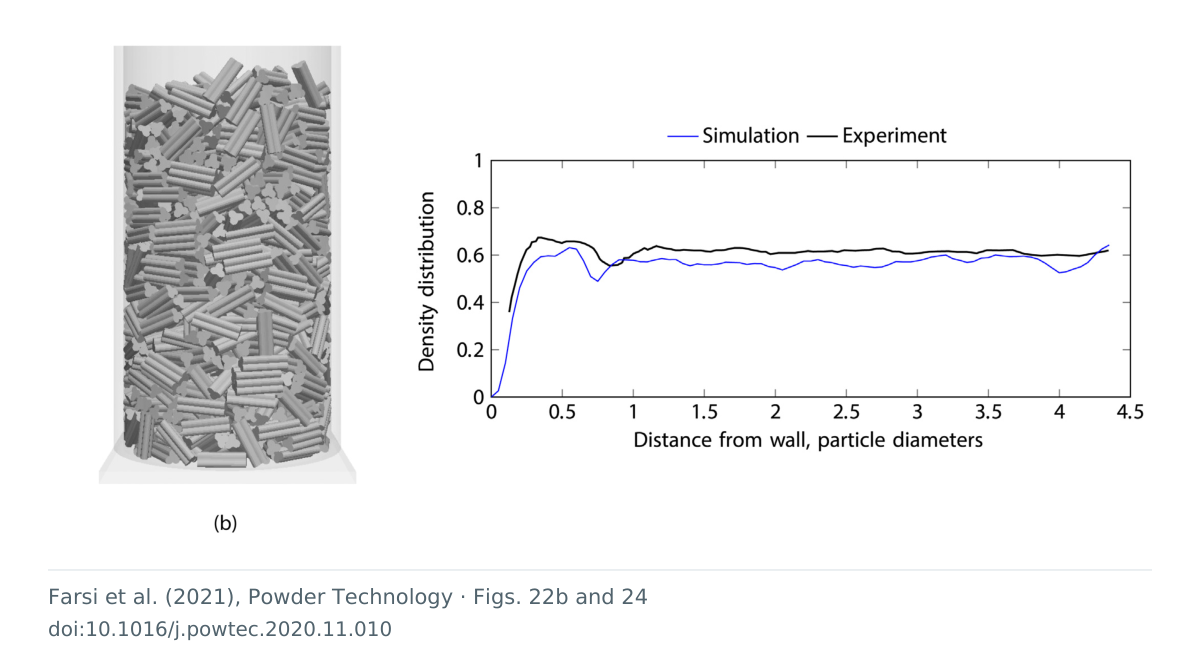 Simulation Experiment
1
0.8
0.6
0.4
0.2
0
Density distribution
0 0.5 1 1.5 2 2.5 3 3.5 4 4.5
Distance from wall, particle diameters
(b)
Farsi et al. (2021), Powder Technology · Figs. 22b and 24
doi:10.1016/j.powtec.2020.11.010